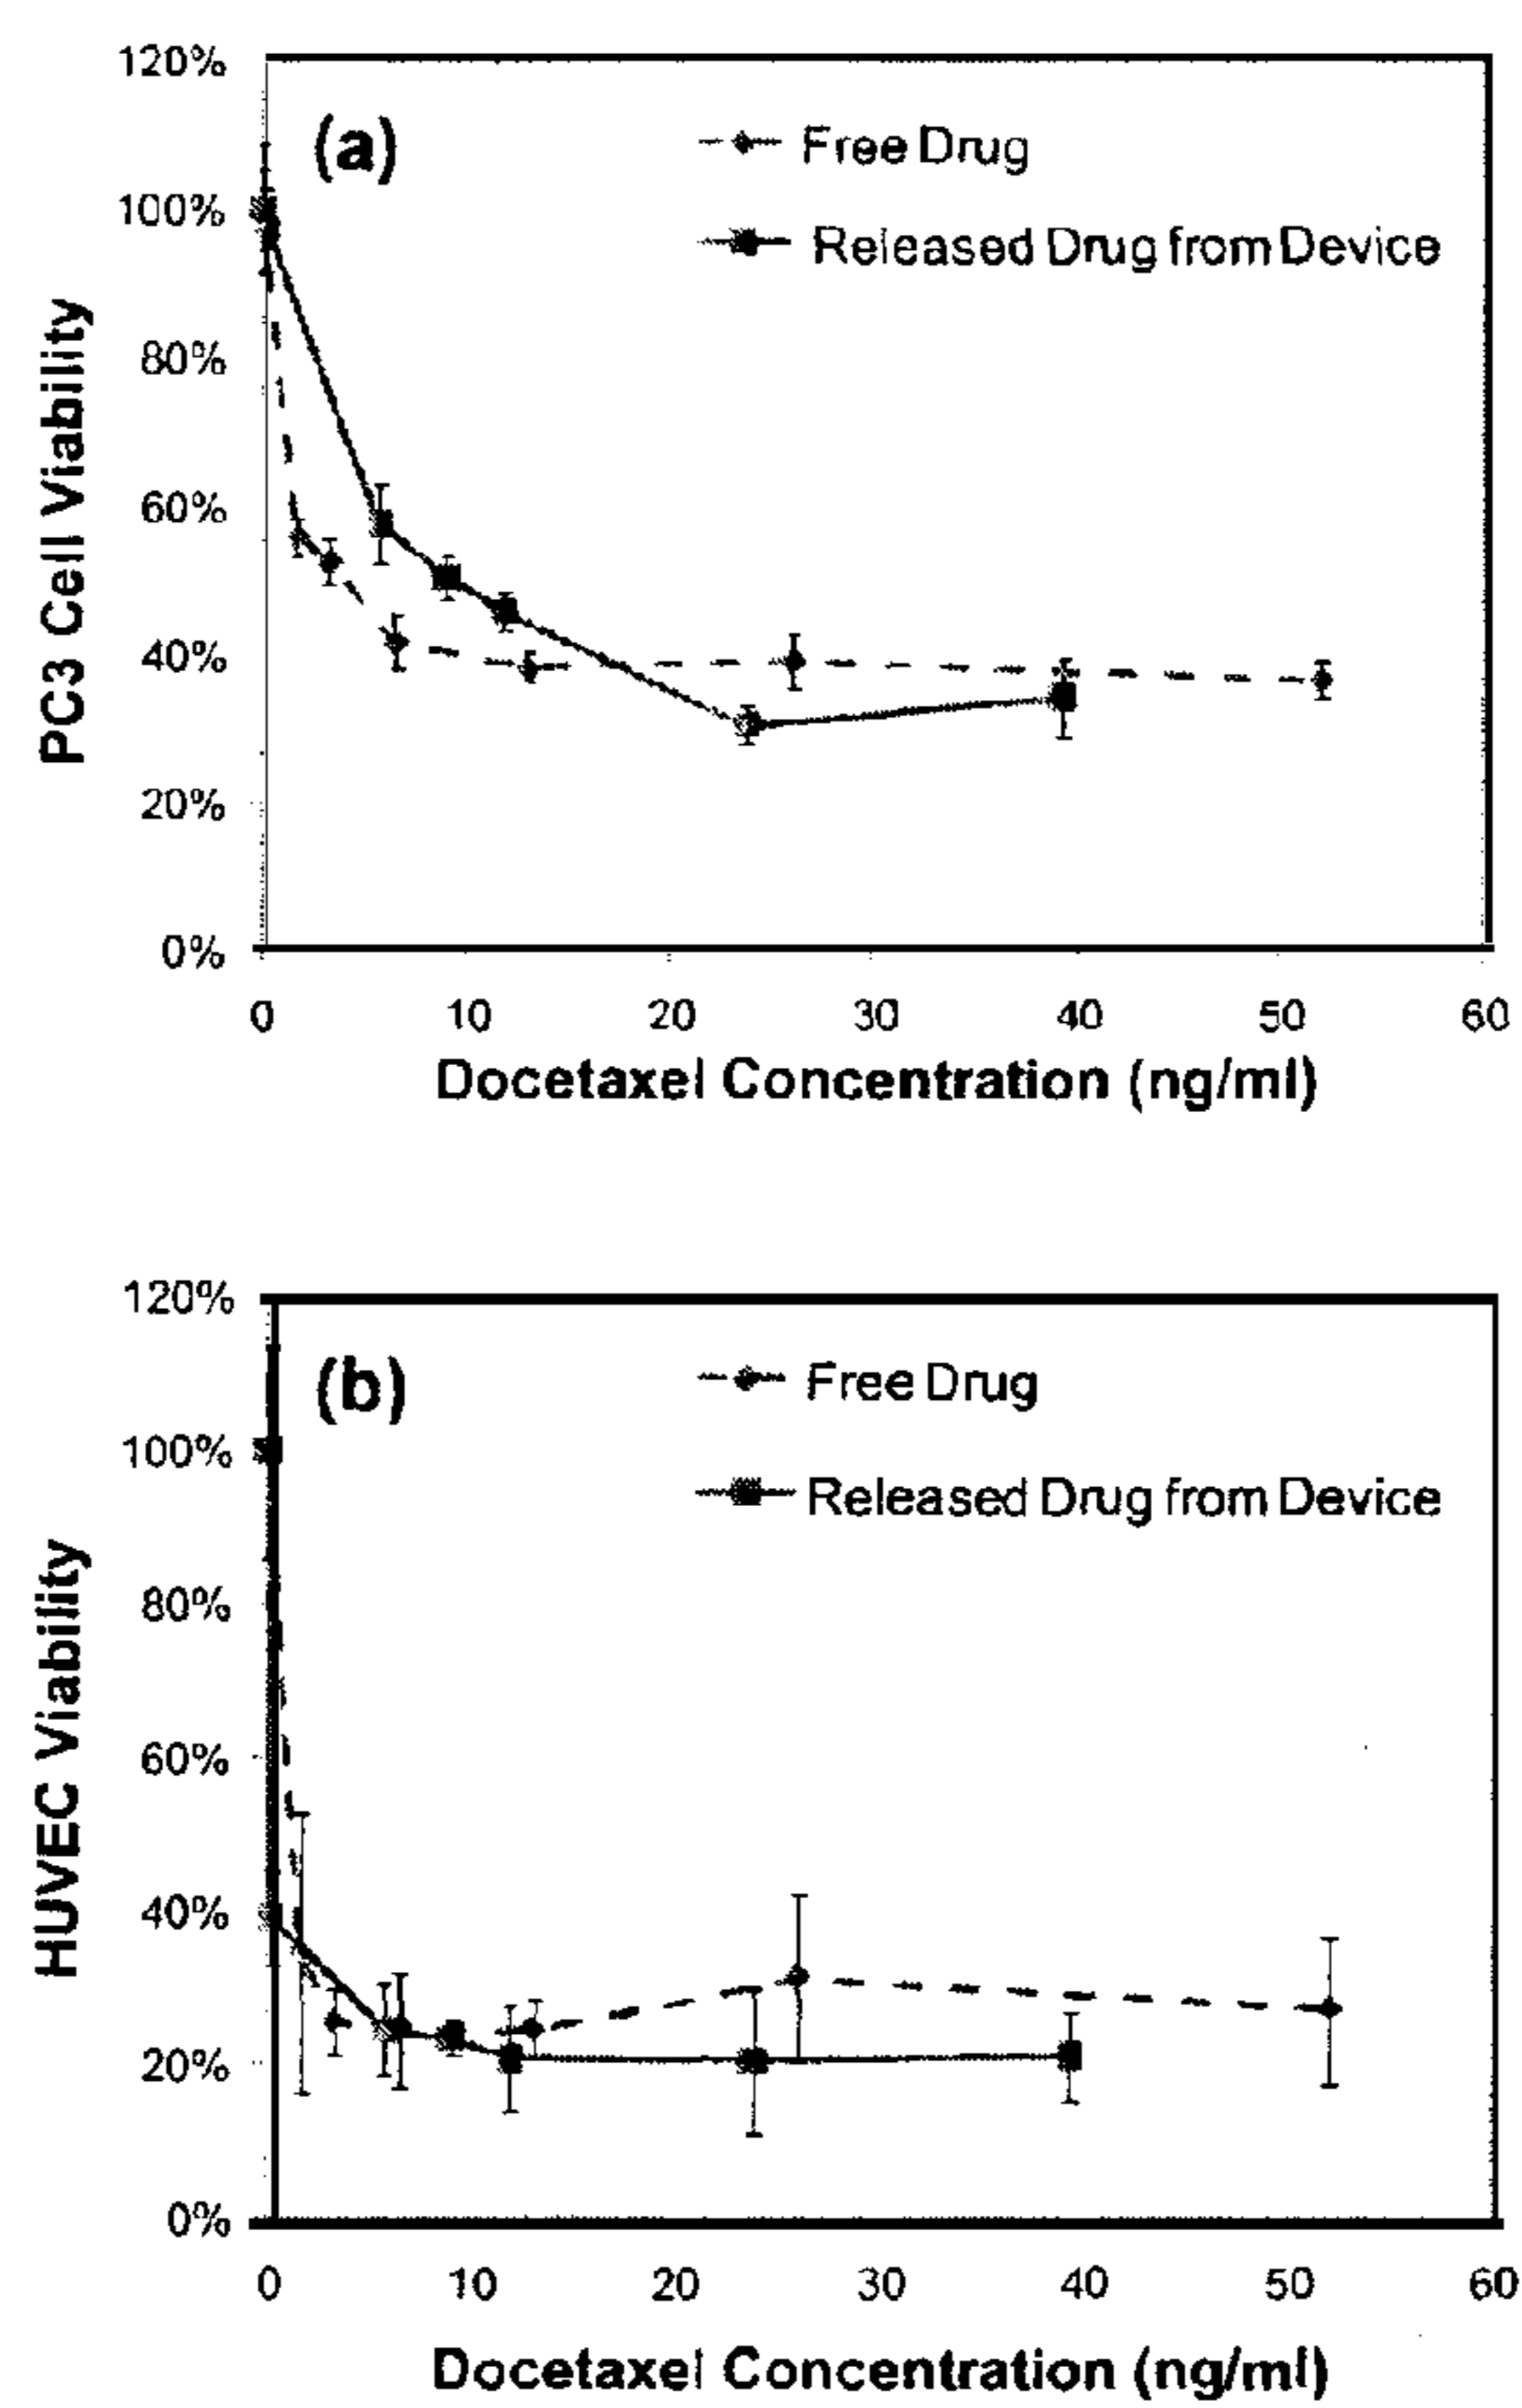 120%
(a)
Free Drug
100%
Released Drug from Device
80%
60%
40%
20%
0%
PC3 Cell Viability
0 10 20 30 40 50 60
Docetaxel Concentration (ng/ml)
120%
(b)
Free Drug
100%
Released Drug from Device
80%
60%
40%
20%
0%
HUVEC Viability
0 10 20 30 40 50 60
Docetaxel Concentration (ng/ml)